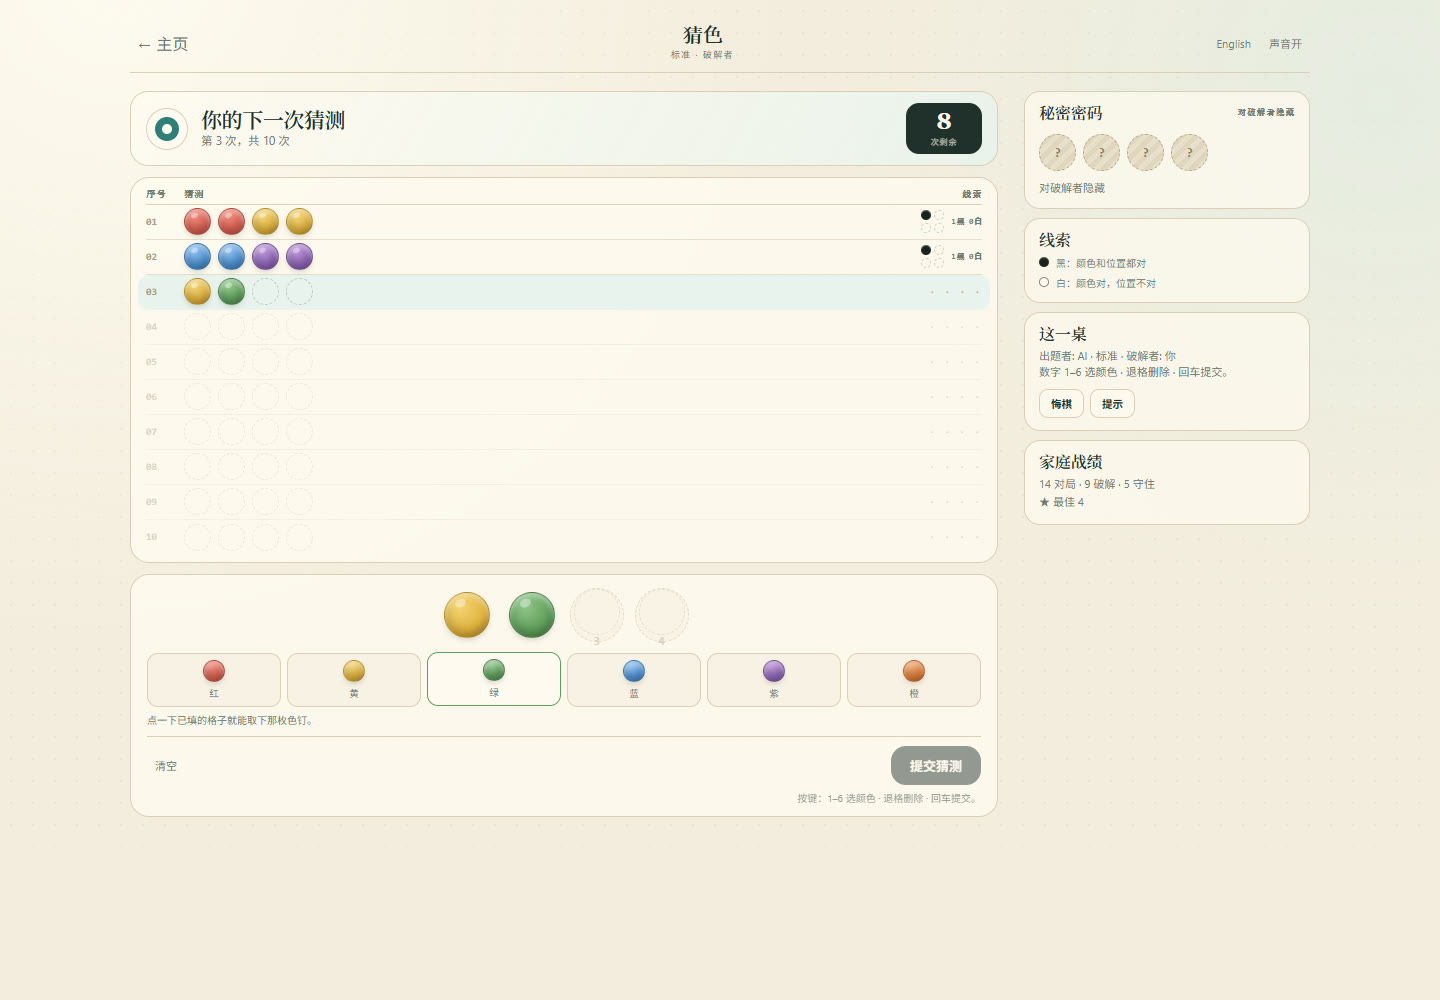 ← 主页
猜色
标准 · 破解者
English
声音开
你的下一次猜测
第 3 次，共 10 次
8
次剩余
序号
猜测
线索
01
1黑 0白
02
1黑 0白
03
04
05
06
07
08
09
10
3
4
红
黄
绿
蓝
紫
橙
点一下已填的格子就能取下那枚色钉。
清空
提交猜测
按键：1–6 选颜色 · 退格删除 · 回车提交。
秘密密码
对破解者隐藏
? ? ? ?
对破解者隐藏
线索
黑：颜色和位置都对
白：颜色对，位置不对
这一桌
出题者: AI · 标准 · 破解者: 你
数字 1–6 选颜色 · 退格删除 · 回车提交。
悔棋
提示
家庭战绩
14 对局 · 9 破解 · 5 守住
★ 最佳 4